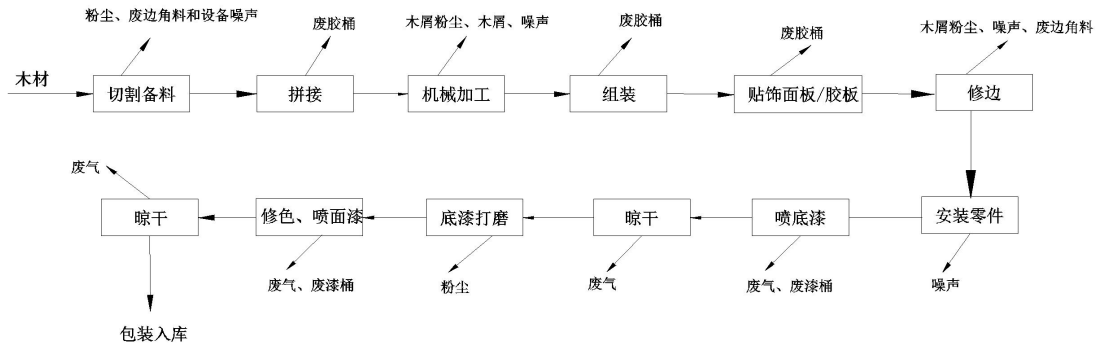 粉尘、废边角料和设备噪声
废胶桶
木屑粉尘、木屑、噪声
废胶桶
废胶桶
木屑粉尘、噪声、废边角料
木材
切割备料
拼接
机械加工
组装
贴饰面板/胶板
修边
废气
晾干
修色、喷面漆
底漆打磨
晾干
喷底漆
安装零件
废气、废漆桶
粉尘
废气
废气、废漆桶
噪声
包装入库